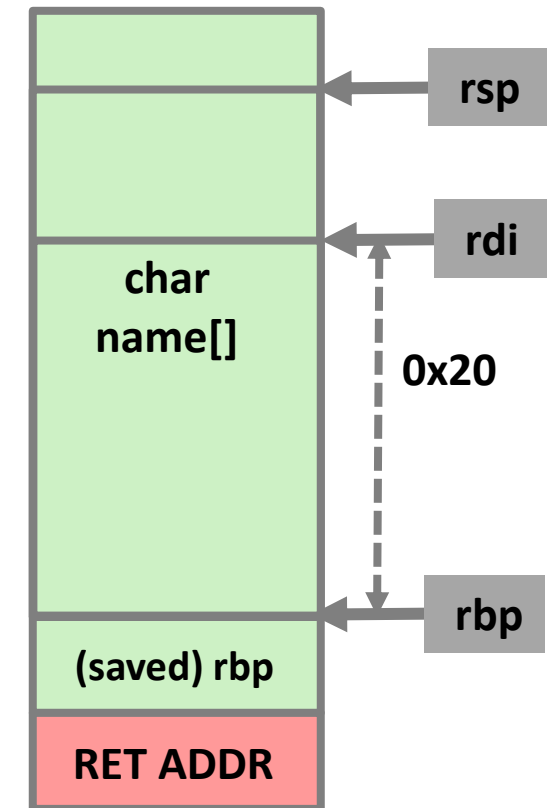 rsp
rdi
char
name[]
0x20
rbp
(saved) rbp
RET ADDR